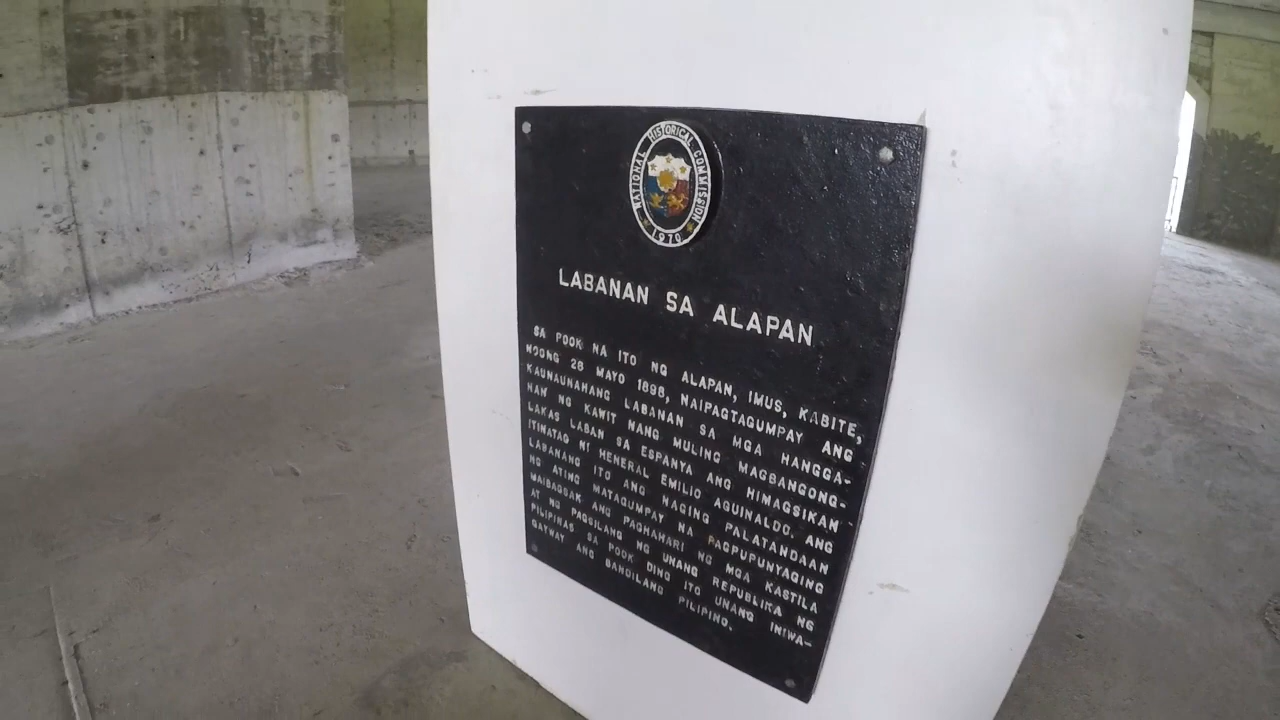 NATIONAL HISTORICAL COMMISSION
1970
LABANAN SA ALAPAN
SA POOK NA ITO NG ALAPAN, IMUS, KABITE,
NOONG 28 MAYO 1898, NAIPAGTAGUMPAY ANG
KAUNAUNAHANG LABANAN SA MGA HANGGA-
NAN NG KAWIT NANG MULING MAGBANGONG-
LAKAS LABAN SA ESPANYA ANG HIMAGSIKAN
ITINATAG NI HENERAL EMILIO AGUINALDO. ANG
LABANANG ITO ANG NAGING PALATANDAAN
NG ATING MATAGUMPAY NA PAGPUPUNYAGING
MAIBAGSAK ANG PAGHAHARI NG MGA KASTILA
AT NG PAGSILANG NG UNANG REPUBLIKA NG
PILIPINAS. SA POOK DING ITO UNANG INIWA-
GAYWAY ANG BANDILANG PILIPINO.